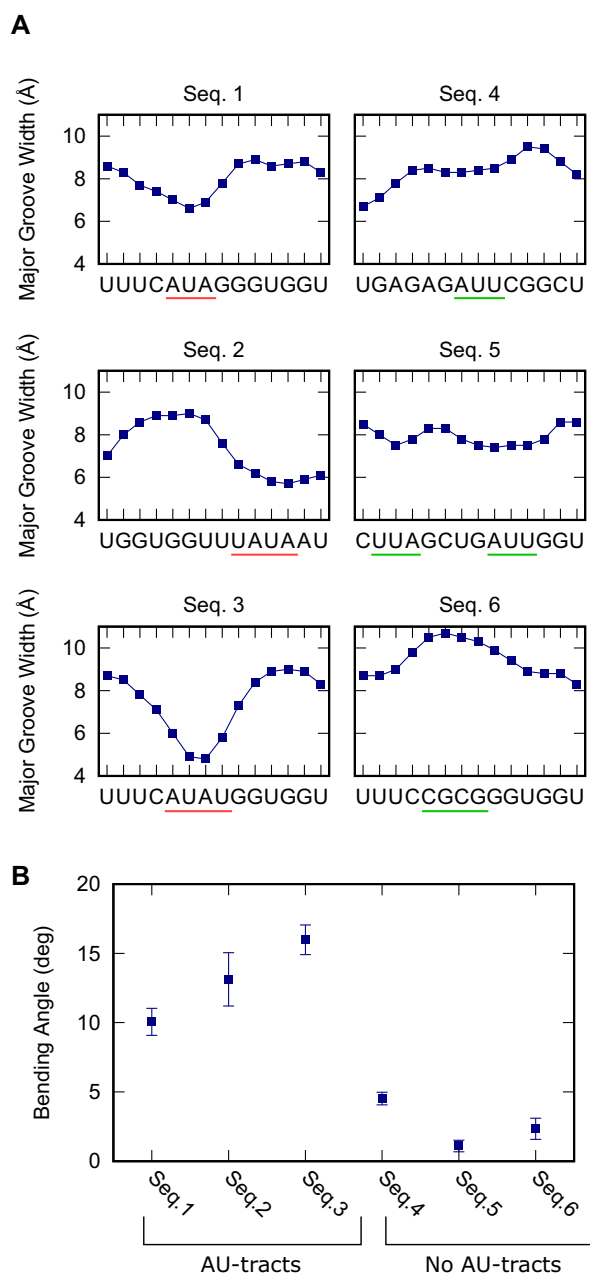 A
Seq. 1
Seq. 4
Major Groove Width (Å)
10
8
6
4
UUUCAUAGGGUGGU
UGAGAGAUUCGGCU
Seq. 2
Seq. 5
Major Groove Width (Å)
10
8
6
4
UGGUGGUUUAUAAU
CUUAGCUGAUUGGU
Seq. 3
Seq. 6
Major Groove Width (Å)
10
8
6
4
UUUCAUAUGGUGGU
UUUCCGCGGGUGGU
B
Bending Angle (deg)
20
15
10
5
0
Seq.1
Seq.2
Seq.3
Seq.4
Seq.5
Seq.6
AU-tracts
No AU-tracts